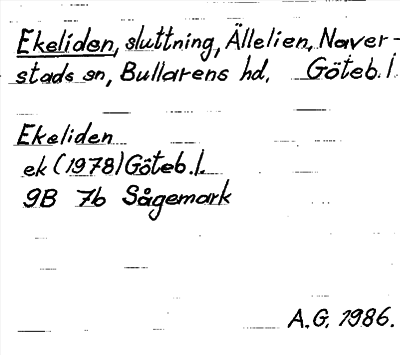 Ekeliden, sluttning, Ällelien, Naver-
stads sn, Bullarens hd. Göteb. l.
Ekeliden
ek (1978) Göteb. l.
9B 7b Sågemark
A.G. 1986.